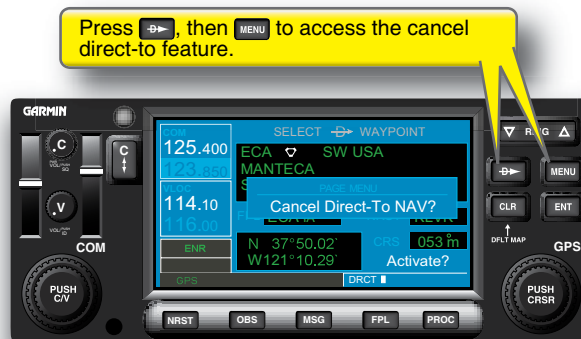 Press D, then MENU to access the cancel
direct-to feature.
GARMIN
RNG
COM
125.400
123.850
VLOC
114.10
116.00
ENR
GPS
SELECT D WAYPOINT
ECA SW USA
MANTECA
PAGE MENU
Cancel Direct-To NAV?
N 37°50.02'
W121°10.29'
CRS 053°m
Activate?
DRCT
C
C
V
COM
PUSH
C/V
D
MENU
CLR
ENT
DFLT MAP
GPS
PUSH
CRSR
NRST
OBS
MSG
FPL
PROC